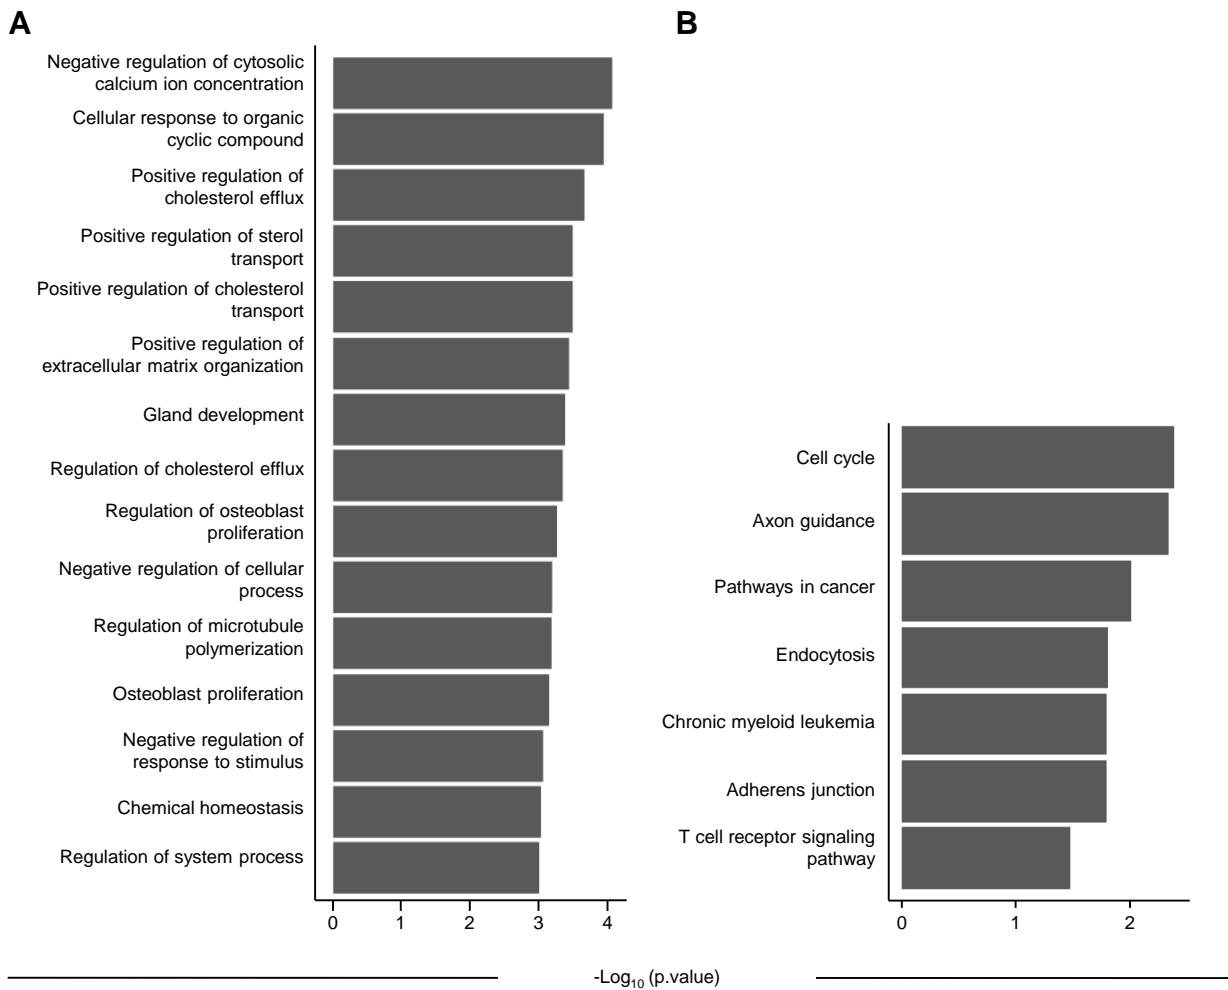 A
Negative regulation of cytosolic
calcium ion concentration
Cellular response to organic
cyclic compound
Positive regulation of
cholesterol efflux
Positive regulation of sterol
transport
Positive regulation of cholesterol
transport
Positive regulation of
extracellular matrix organization
Gland development
Regulation of cholesterol efflux
Regulation of osteoblast
proliferation
Negative regulation of cellular
process
Regulation of microtubule
polymerization
Osteoblast proliferation
Negative regulation of
response to stimulus
Chemical homeostasis
Regulation of system process
0 1 2 3 4
B
Cell cycle
Axon guidance
Pathways in cancer
Endocytosis
Chronic myeloid leukemia
Adherens junction
T cell receptor signaling
pathway
0 1 2
-Log₁₀ (p.value)